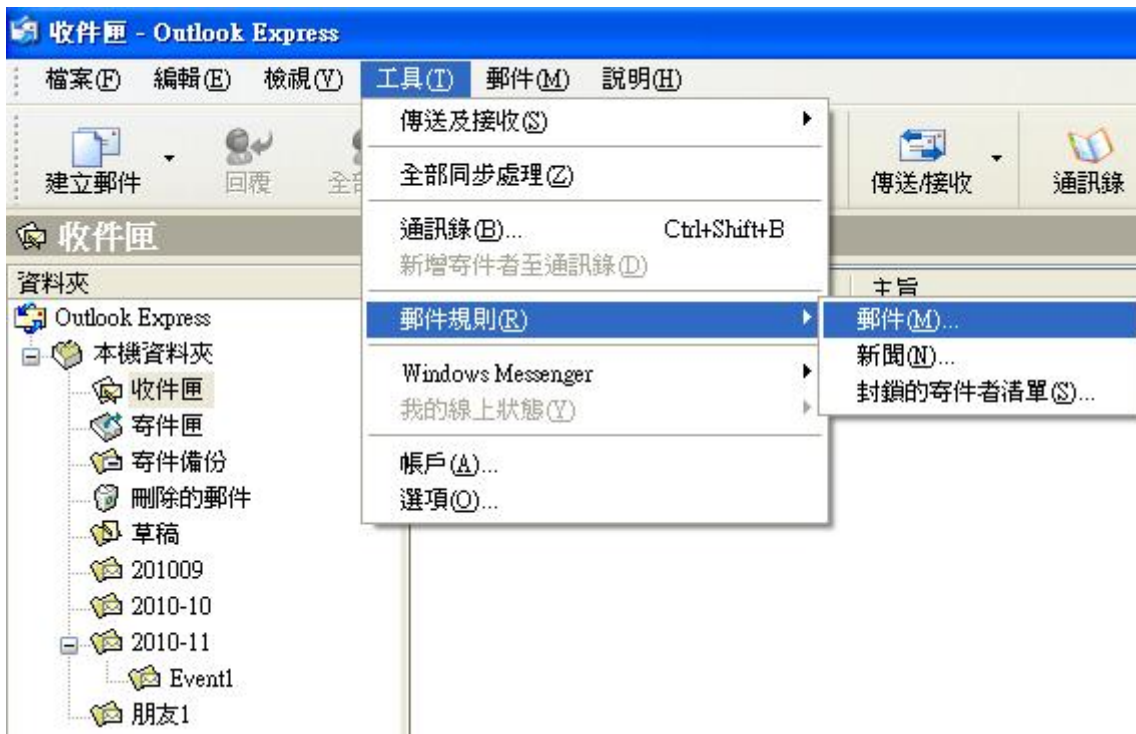 收件匣 - Outlook Express
檔案(F) 編輯(E) 檢視(V) 工具(T) 郵件(M) 說明(H)
建立郵件 回覆 傳送/接收 通訊錄
傳送及接收(S)
全部同步處理(Z)
通訊錄(B)... Ctrl+Shift+B
新增寄件者至通訊錄(D)
郵件規則(R)
Windows Messenger
我的線上狀態(Y)
帳戶(A)...
選項(O)...
郵件(M)...
新聞(N)...
封鎖的寄件者清單(S)...
收件匣
資料夾 主旨
Outlook Express
本機資料夾
收件匣
寄件匣
寄件備份
刪除的郵件
草稿
201009
2010-10
2010-11
Event1
朋友1